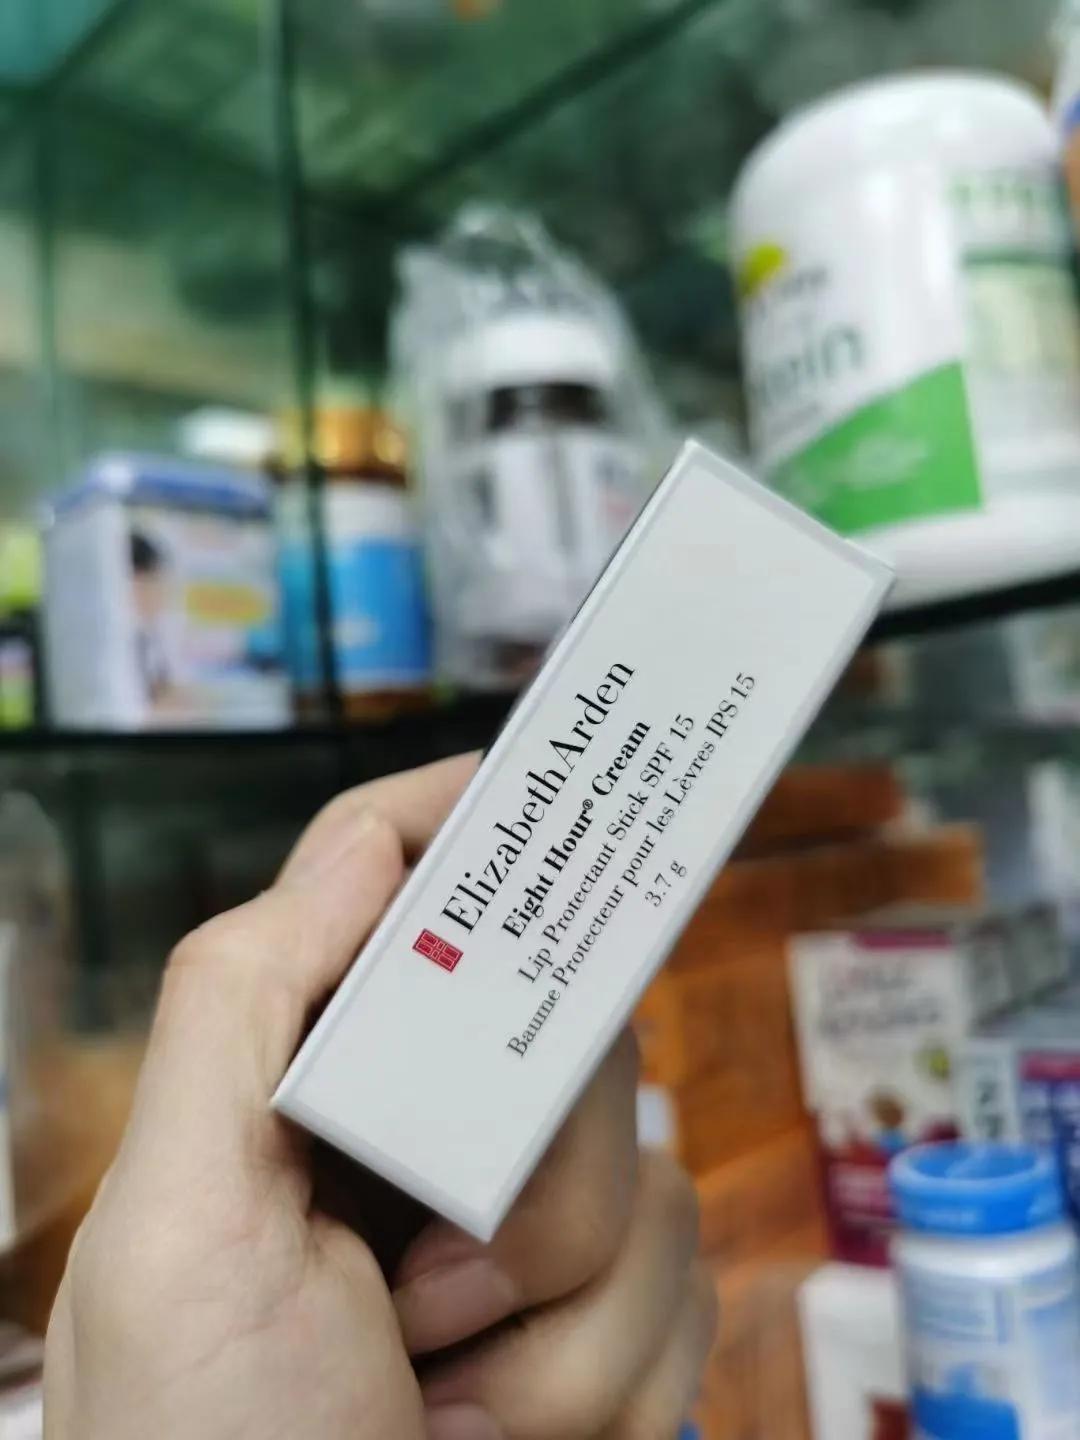 Elizabeth Arden
Eight Hour® Cream
Lip Protectant Stick SPF 15
Baume Protecteur pour les Lèvres IPS 15
3.7 g